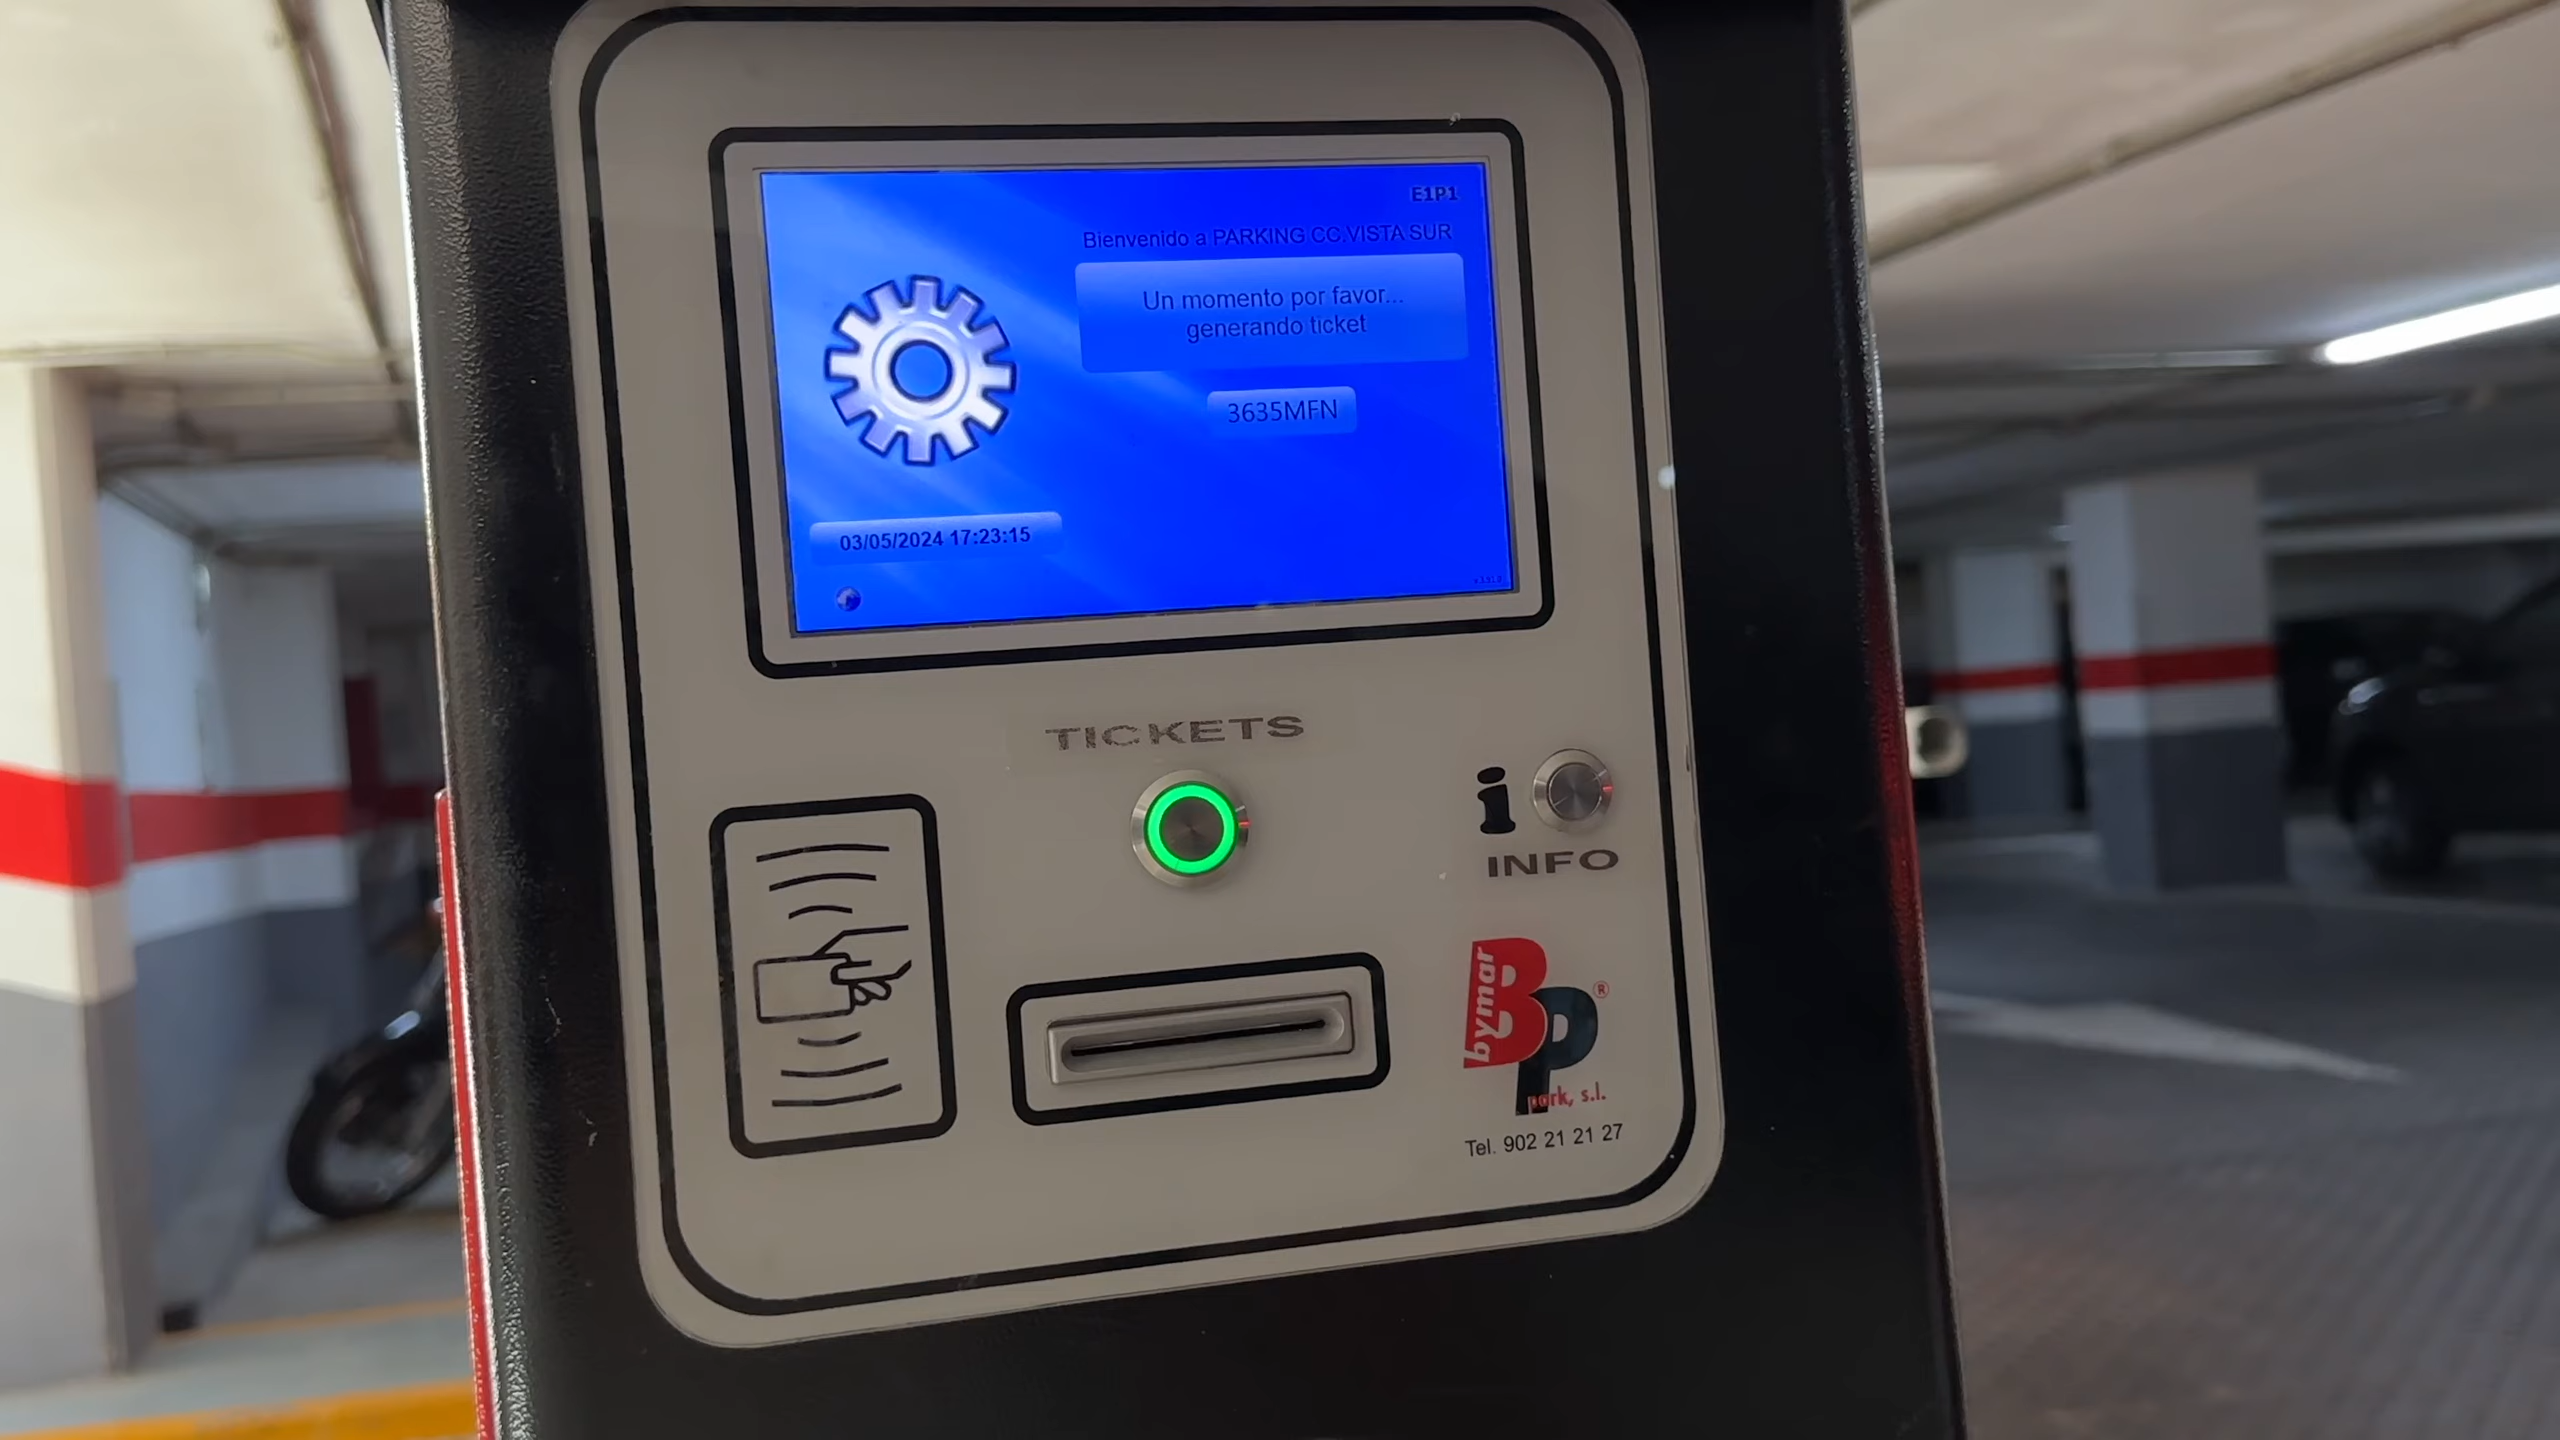 E1P1
Bienvenido a PARKING CC.VISTA SUR
Un momento por favor...
generando ticket
3635MFN
03/05/2024 17:23:15
TICKETS
i
INFO
bymar
BP®
park, s.l.
Tel. 902 21 21 27